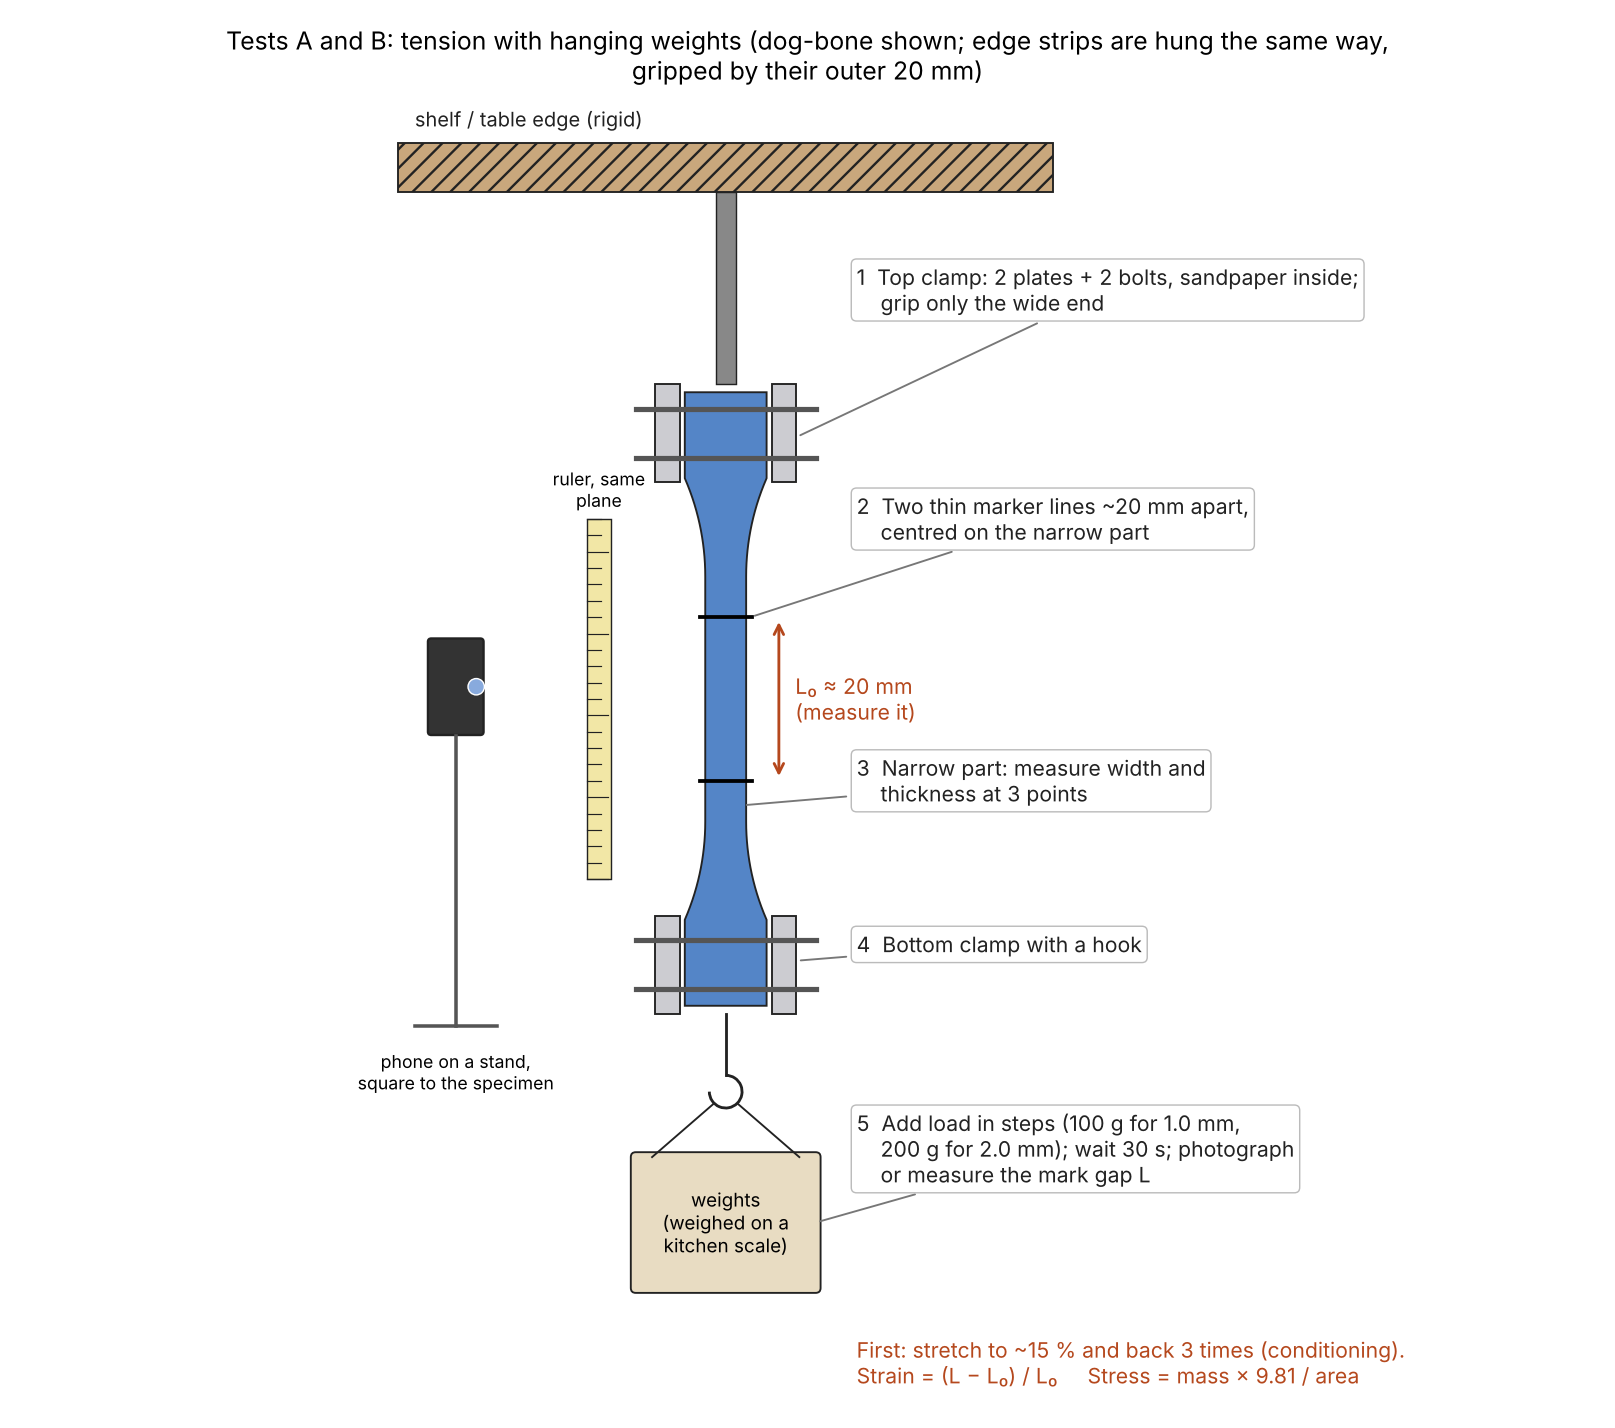 Tests A and B: tension with hanging weights (dog-bone shown; edge strips are hung the same way,
gripped by their outer 20 mm)
shelf / table edge (rigid)
1 Top clamp: 2 plates + 2 bolts, sandpaper inside;
grip only the wide end
ruler, same
plane
2 Two thin marker lines ~20 mm apart,
centred on the narrow part
L₀ ≈ 20 mm
(measure it)
3 Narrow part: measure width and
thickness at 3 points
4 Bottom clamp with a hook
phone on a stand,
square to the specimen
5 Add load in steps (100 g for 1.0 mm,
200 g for 2.0 mm); wait 30 s; photograph
or measure the mark gap L
weights
(weighed on a
kitchen scale)
First: stretch to ~15 % and back 3 times (conditioning).
Strain = (L − L₀) / L₀ Stress = mass × 9.81 / area